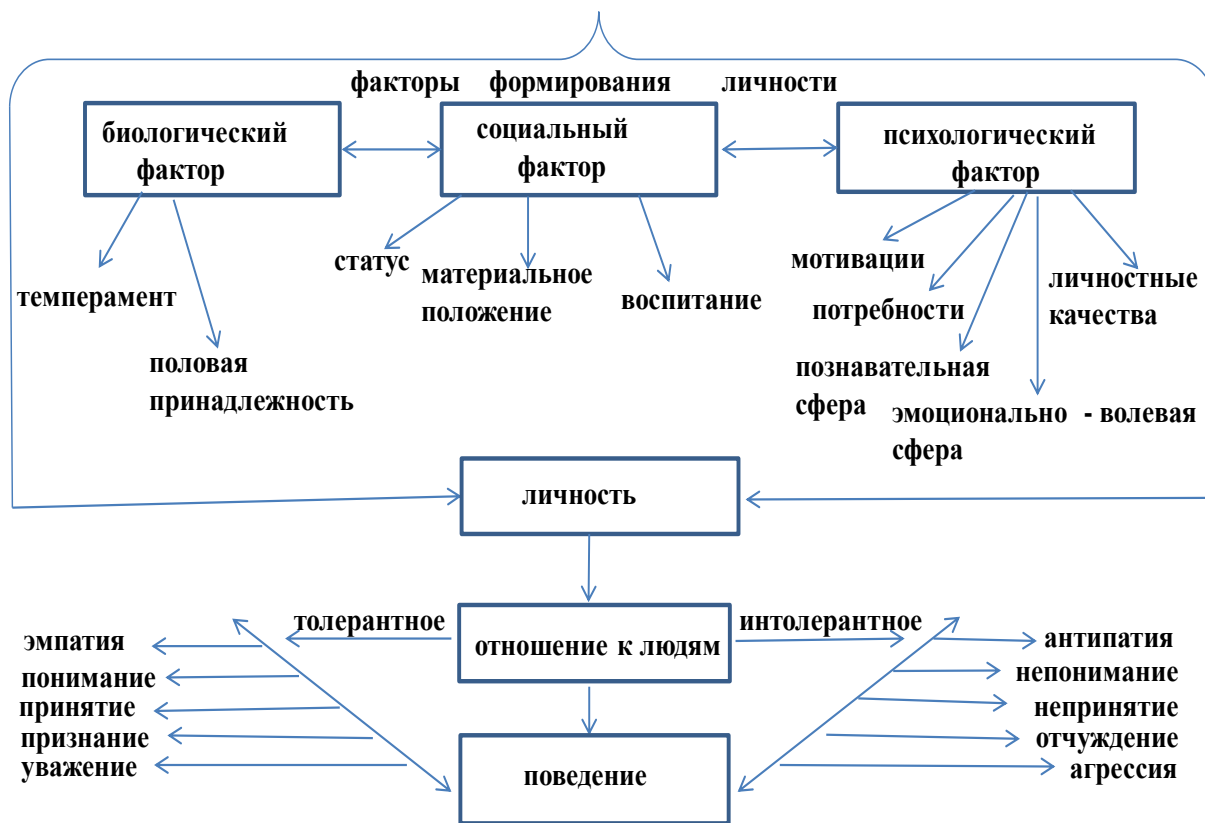 факторы формирования личности
биологический
фактор
социальный
фактор
психологический
фактор
темперамент
половая
принадлежность
статус
материальное
положение
воспитание
мотивации
потребности
познавательная
сфера
эмоционально - волевая
сфера
личностные
качества
личность
толерантное
отношение к людям
интолерантное
эмпатия
понимание
принятие
признание
уважение
антипатия
непонимание
непринятие
отчуждение
агрессия
поведение